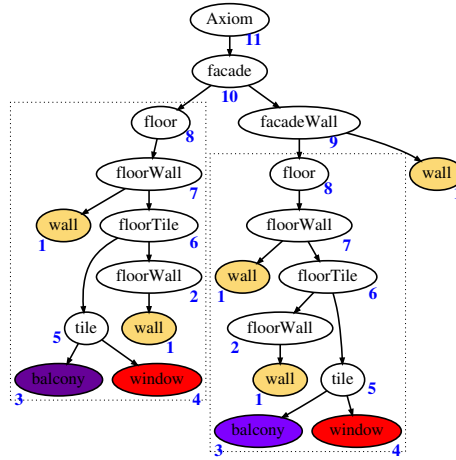 Axiom
11
facade
10
floor
8
facadeWall
9
floorWall
7
floor
8
wall
wall
1
floorTile
6
floorWall
7
floorWall
2
wall
1
floorTile
6
tile
5
wall
1
floorWall
2
balcony
3
window
4
wall
1
tile
5
balcony
3
window
4